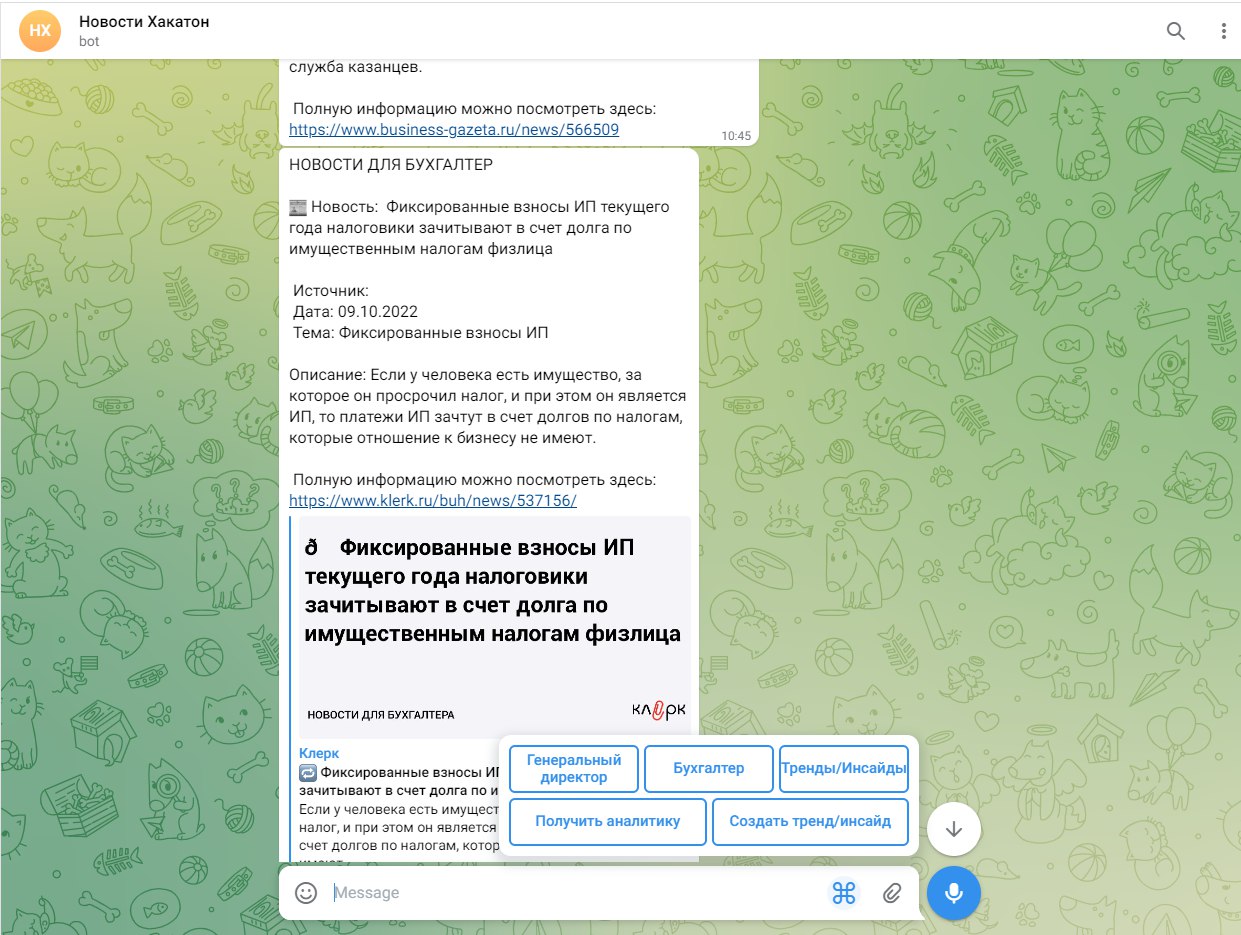 НХ
Новости Хакатон
bot
служба казанцев.
Полную информацию можно посмотреть здесь:
https://www.business-gazeta.ru/news/566509
10:45
НОВОСТИ ДЛЯ БУХГАЛТЕР
Новость: Фиксированные взносы ИП текущего
года налоговики зачитывают в счет долга по
имущественным налогам физлица
Источник:
Дата: 09.10.2022
Тема: Фиксированные взносы ИП
Описание: Если у человека есть имущество, за
которое он просрочил налог, и при этом он является
ИП, то платежи ИП зачтут в счет долгов по налогам,
которые отношение к бизнесу не имеют.
Полную информацию можно посмотреть здесь:
https://www.klerk.ru/buh/news/537156/
ð Фиксированные взносы ИП
текущего года налоговики
зачитывают в счет долга по
имущественным налогам физлица
НОВОСТИ ДЛЯ БУХГАЛТЕРА
КЛЕРК
Клерк
Фиксированные взносы ИП
зачитывают в счет долга по и
Если у человека есть имущест
налог, и при этом он является
счет долгов по налогам, котор
Генеральный
директор
Бухгалтер
Тренды/Инсайды
Получить аналитику
Создать тренд/инсайд
Message